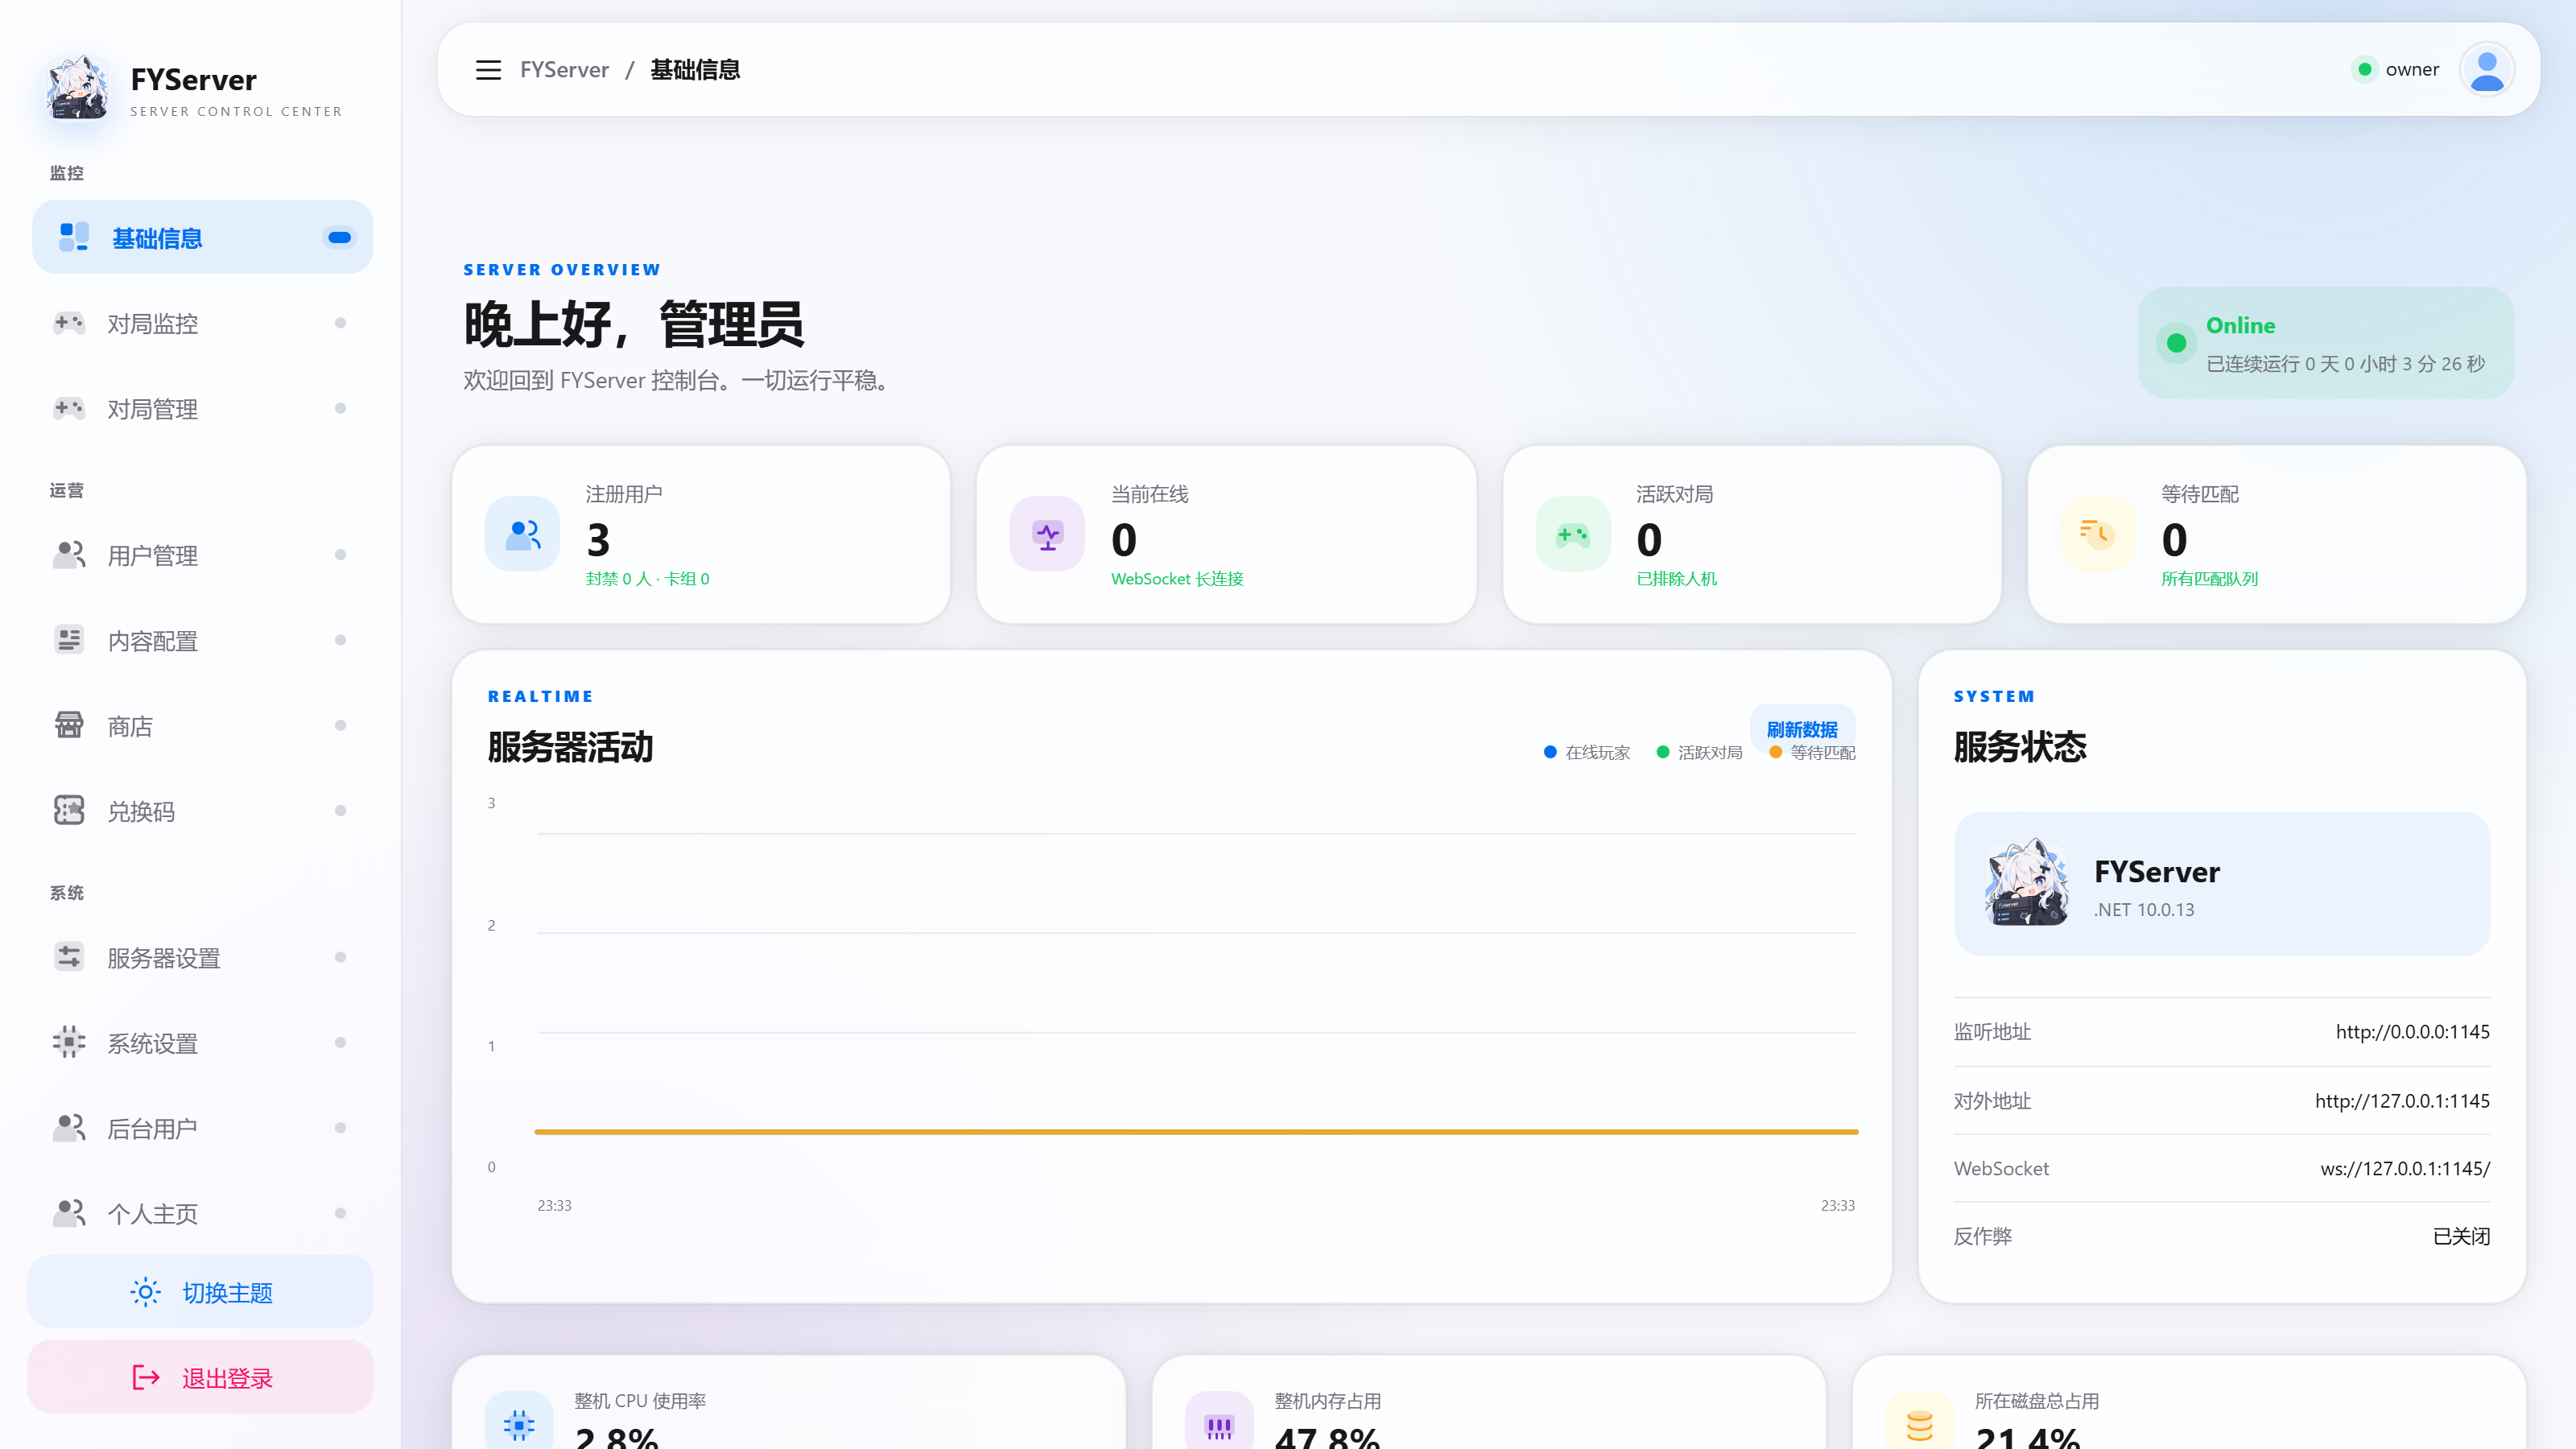 FYServer
SERVER CONTROL CENTER
监控
基础信息
对局监控
对局管理
运营
用户管理
内容配置
商店
兑换码
系统
服务器设置
系统设置
后台用户
个人主页
切换主题
退出登录
FYServer / 基础信息
owner
SERVER OVERVIEW
晚上好，管理员
欢迎回到 FYServer 控制台。一切运行平稳。
Online
已连续运行 0 天 0 小时 3 分 26 秒
注册用户
3
封禁 0 人 · 卡组 0
当前在线
0
WebSocket 长连接
活跃对局
0
已排除人机
等待匹配
0
所有匹配队列
REALTIME
服务器活动
刷新数据
在线玩家 活跃对局 等待匹配
3
2
1
0
23:33 23:33
SYSTEM
服务状态
FYServer
.NET 10.0.13
监听地址 http://0.0.0.0:1145
对外地址 http://127.0.0.1:1145
WebSocket ws://127.0.0.1:1145/
反作弊 已关闭
整机 CPU 使用率
2.8%
整机内存占用
47.8%
所在磁盘总占用
21.4%